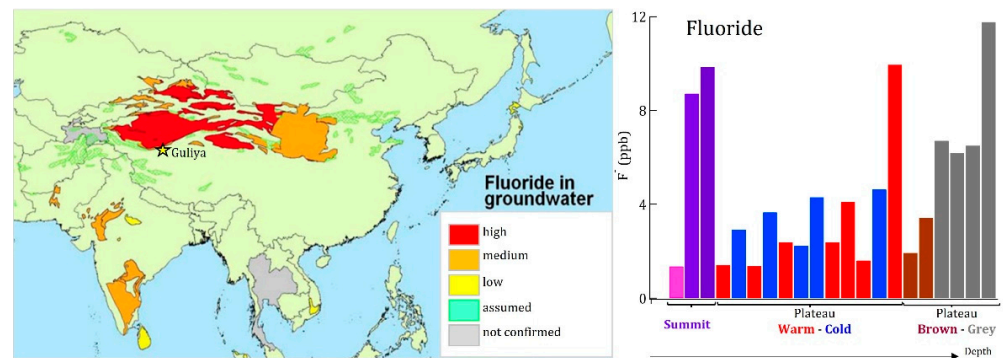 Guliya
Fluoride in
groundwater
high
medium
low
assumed
not confirmed
Fluoride
12
8
4
0
F⁻ (ppb)
Summit
Plateau
Warm - Cold
Plateau
Brown - Grey
Depth